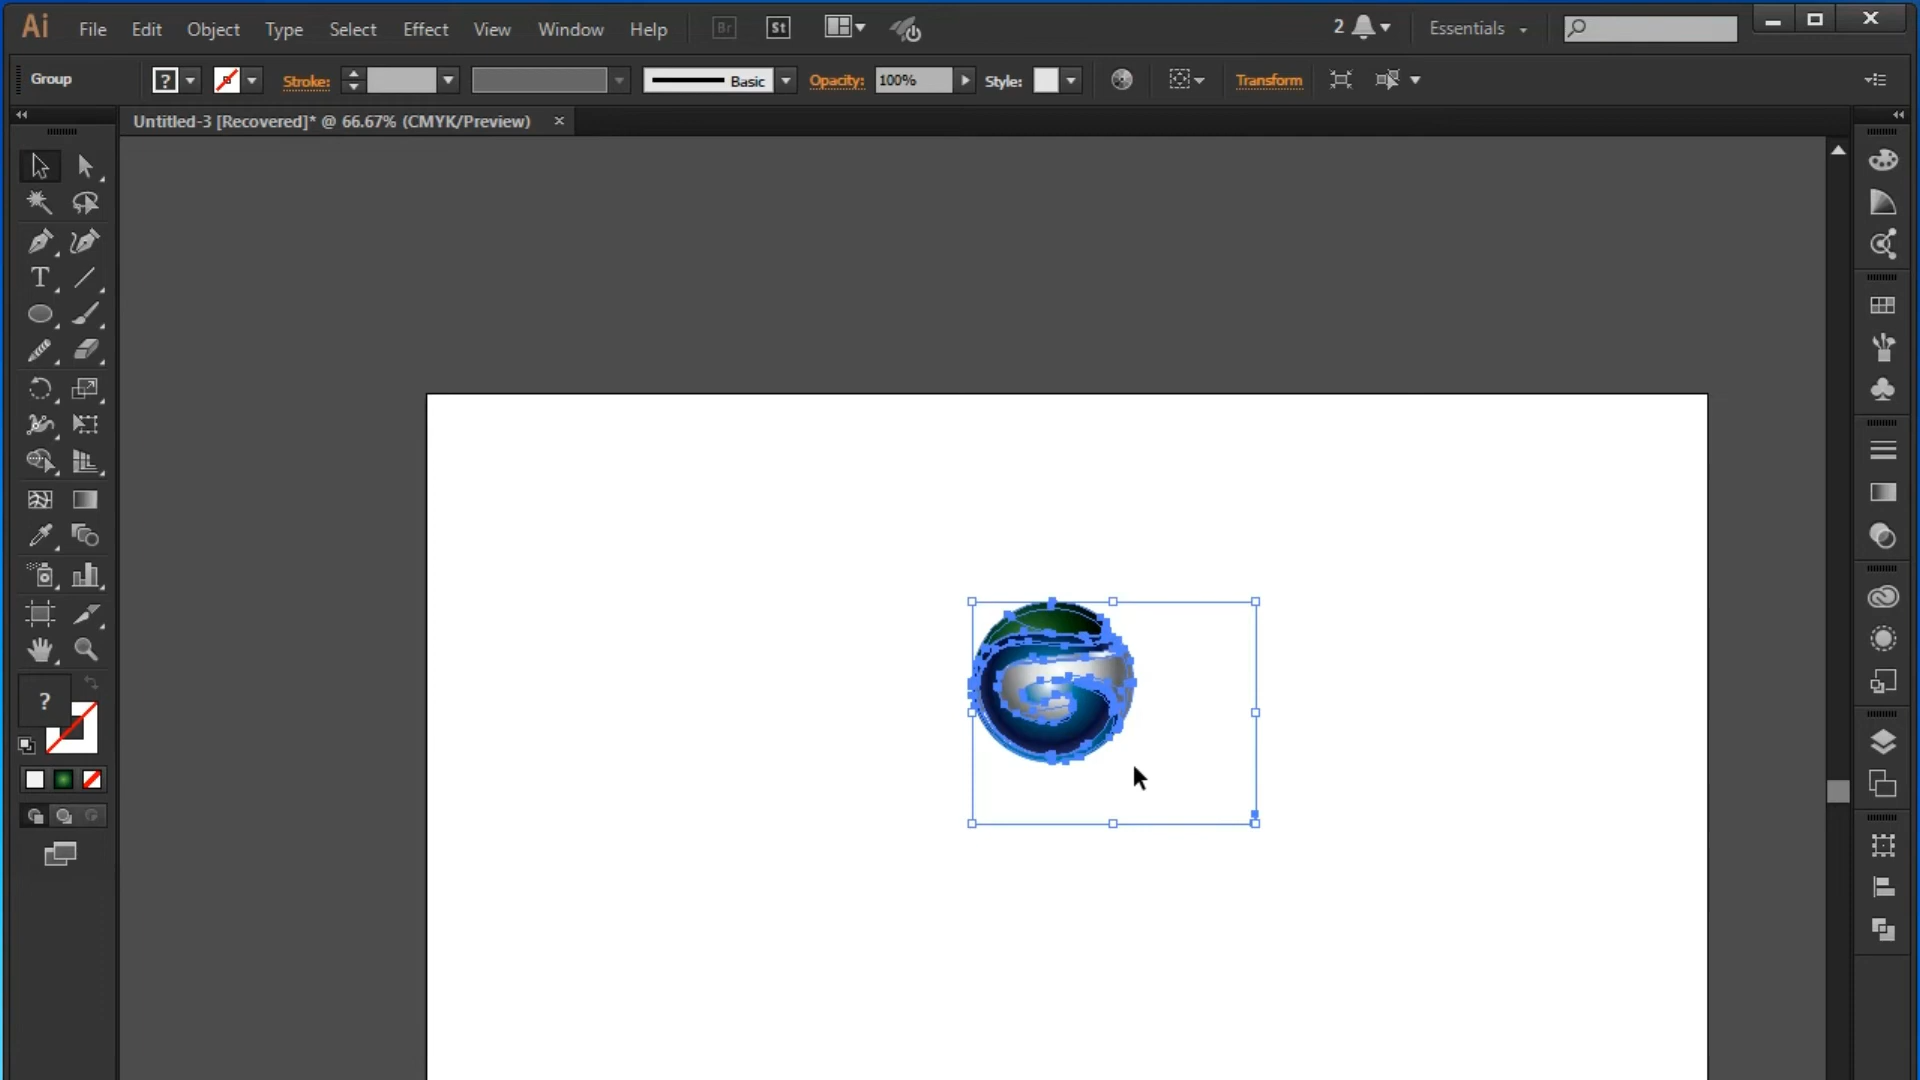 Ai File Edit Object Type Select Effect View Window Help Br St 2 Essentials
Group ? Stroke: Basic Opacity: 100% Style: Transform
Untitled-3 [Recovered]* @ 66.67% (CMYK/Preview) ×
T
?